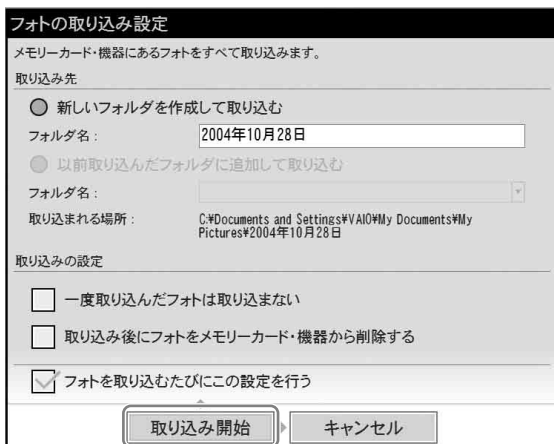 フォトの取り込み設定
メモリーカード・機器にあるフォトをすべて取り込みます。
取り込み先
新しいフォルダを作成して取り込む
フォルダ名： 2004年10月28日
以前取り込んだフォルダに追加して取り込む
フォルダ名：
取り込まれる場所： C:¥Documents and Settings¥VAIO¥My Documents¥My
Pictures¥2004年10月28日
取り込みの設定
一度取り込んだフォトは取り込まない
取り込み後にフォトをメモリーカード・機器から削除する
フォトを取り込むたびにこの設定を行う
取り込み開始 キャンセル